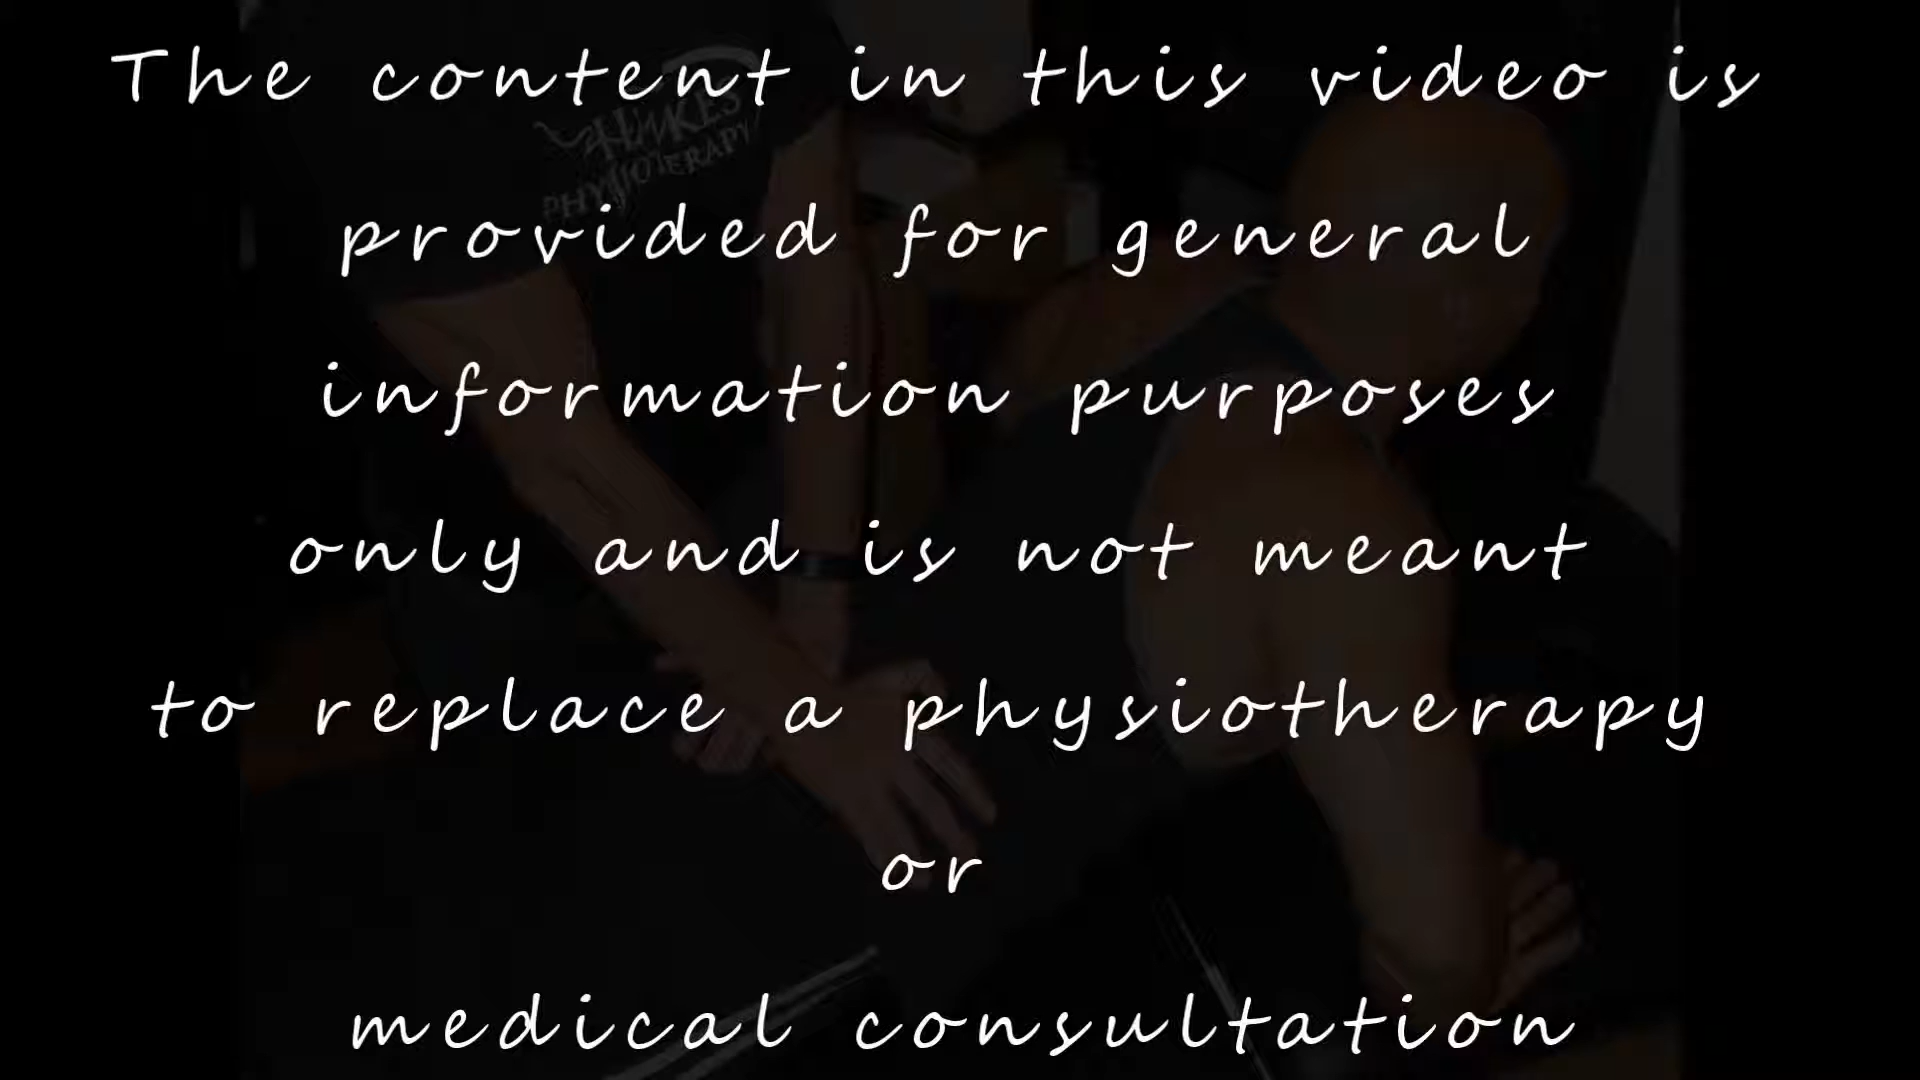 The content in this video is
provided for general
information purposes
only and is not meant
to replace a physiotherapy
or
medical consultation
PHYSIOTERAPY